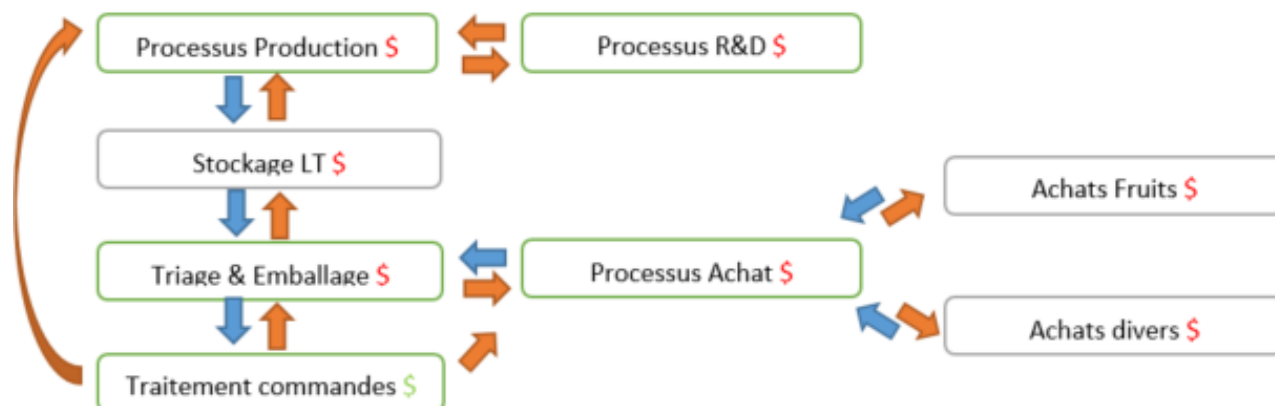 Processus Production $
Processus R&D $
Stockage LT $
Achats Fruits $
Triage & Emballage $
Processus Achat $
Achats divers $
Traitement commandes $